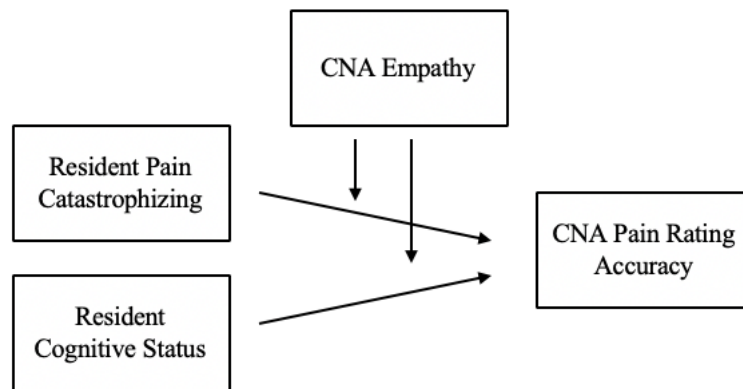 CNA Empathy
Resident Pain
Catastrophizing
CNA Pain Rating
Accuracy
Resident
Cognitive Status